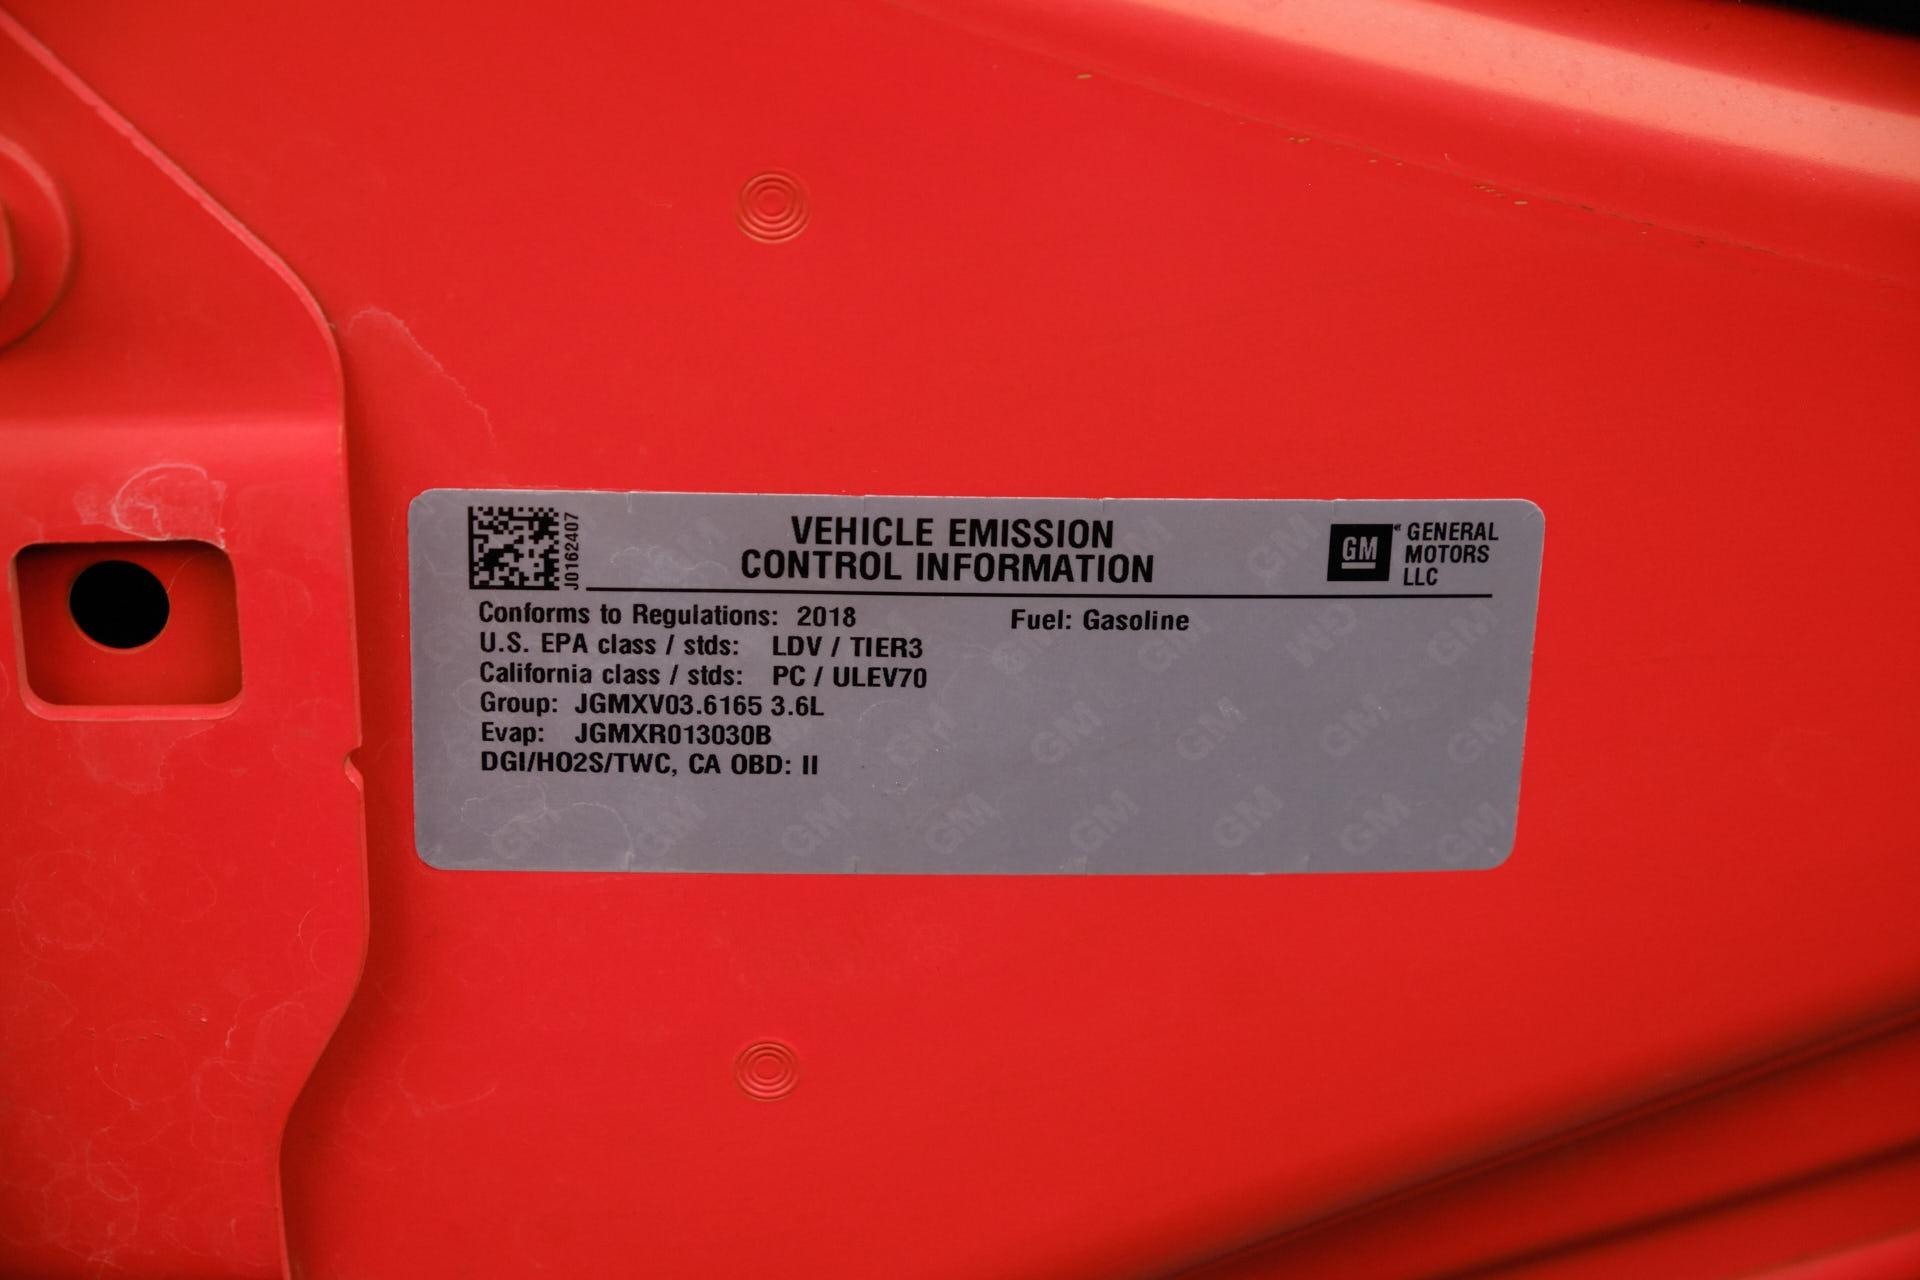 J0162407
VEHICLE EMISSION
CONTROL INFORMATION
GM
GENERAL
MOTORS
LLC
Conforms to Regulations: 2018 Fuel: Gasoline
U.S. EPA class / stds: LDV / TIER3
California class / stds: PC / ULEV70
Group: JGMXV03.6165 3.6L
Evap: JGMXR013030B
DGI/HO2S/TWC, CA OBD: II